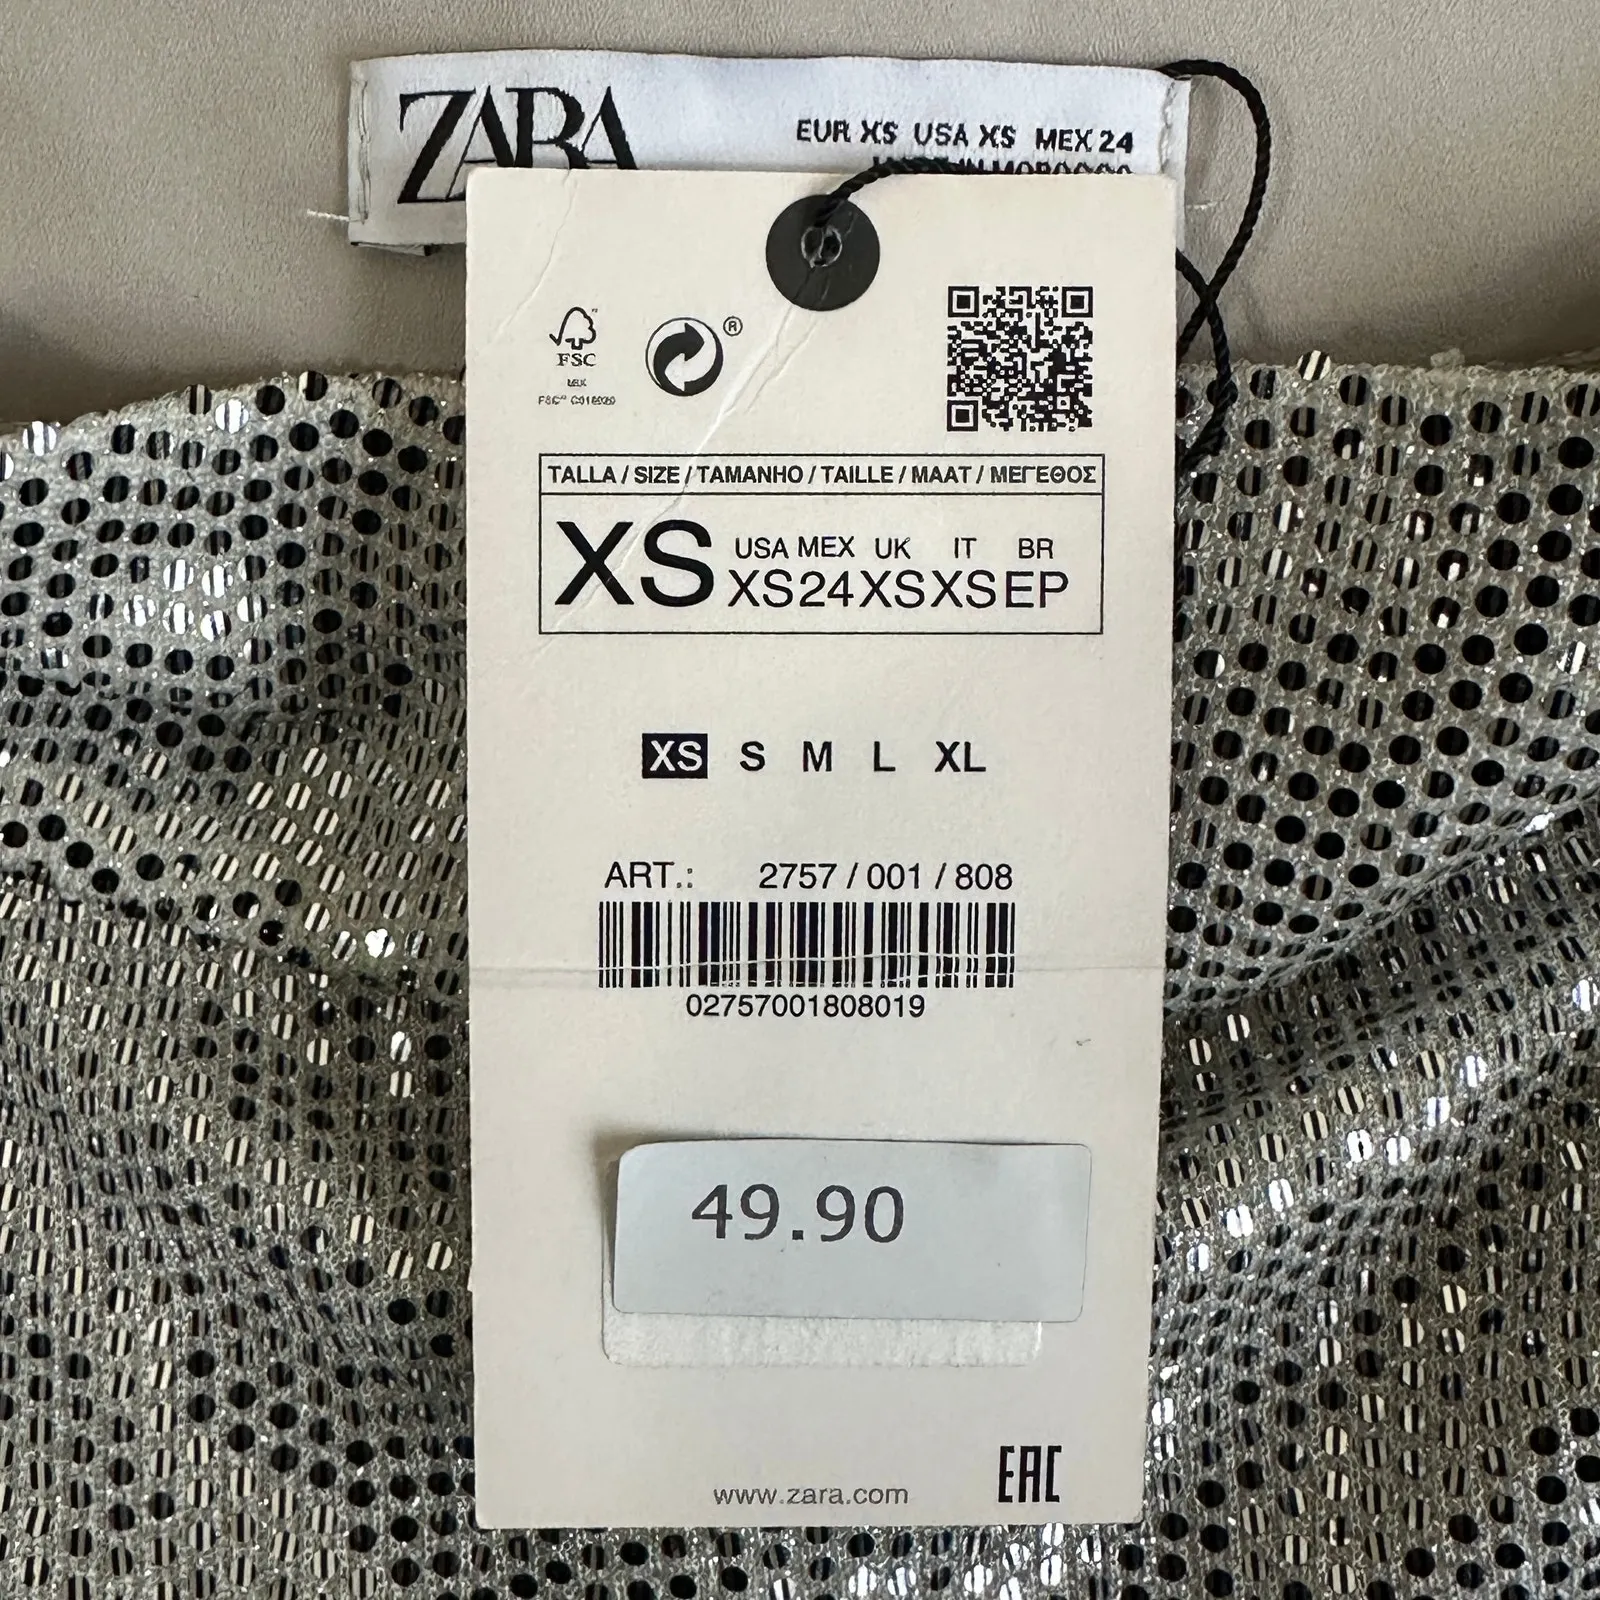 ZARA
EUR XS USA XS MEX 24
FSC
®
TALLA / SIZE / TAMANHO / TAILLE / MAAT / ΜΕΓΕΘΟΣ
USA MEX UK IT BR
XS XS 24 XS XS EP
XS S M L XL
ART.: 2757 / 001 / 808
02757001808019
49.90
www.zara.com
EAC